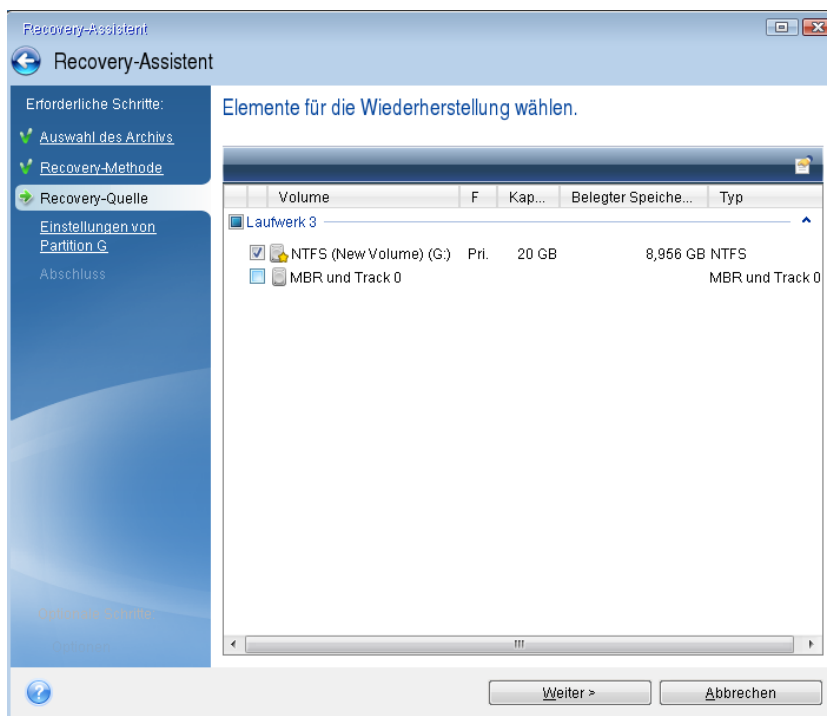 Recovery-Assistent
Recovery-Assistent
Erforderliche Schritte:
Auswahl des Archivs
Recovery-Methode
Recovery-Quelle
Einstellungen von
Partition G
Abschluss
Elemente für die Wiederherstellung wählen.
Volume F Kap... Belegter Speiche... Typ
Laufwerk 3
NTFS (New Volume) (G:) Pri. 20 GB 8,956 GB NTFS
MBR und Track 0 MBR und Track 0
Weiter >
Abbrechen